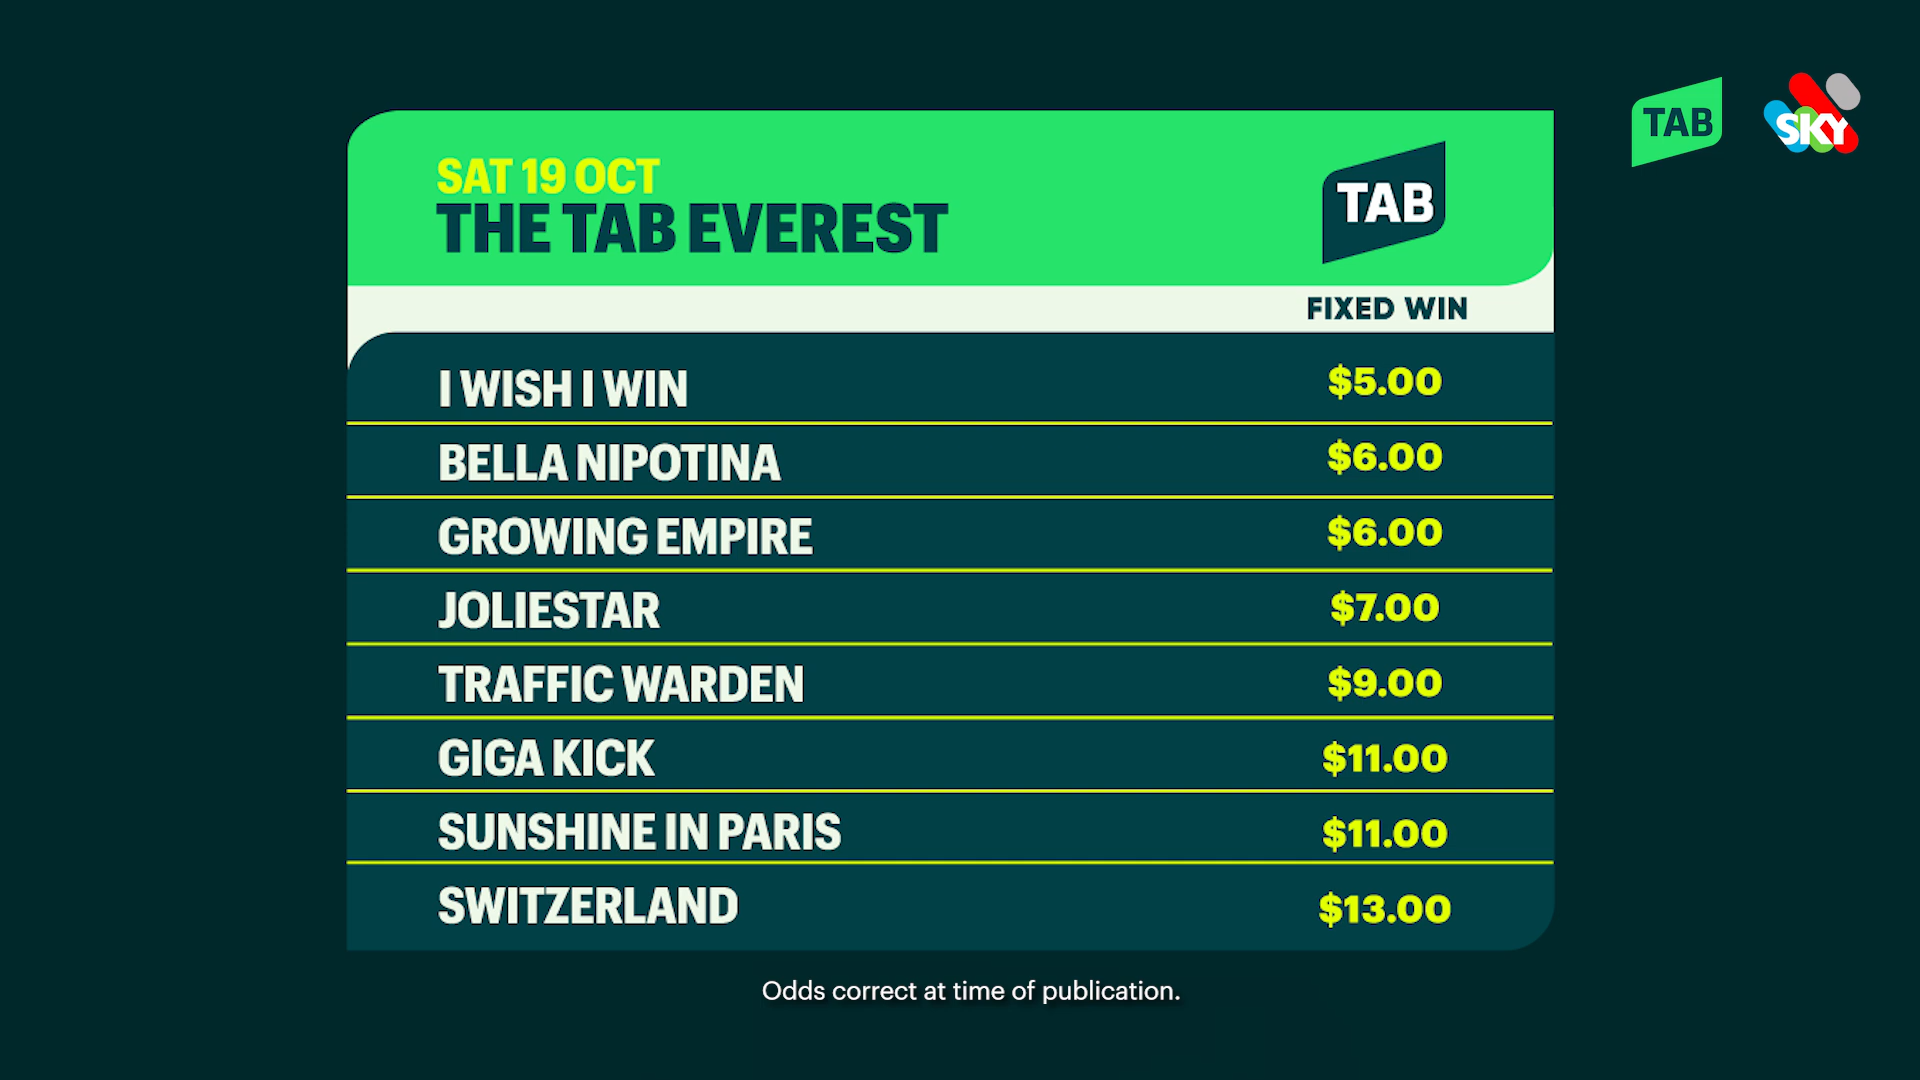 TAB SKY
SAT 19 OCT
THE TAB EVEREST
TAB
FIXED WIN
I WISH I WIN $5.00
BELLA NIPOTINA $6.00
GROWING EMPIRE $6.00
JOLIESTAR $7.00
TRAFFIC WARDEN $9.00
GIGA KICK $11.00
SUNSHINE IN PARIS $11.00
SWITZERLAND $13.00
Odds correct at time of publication.